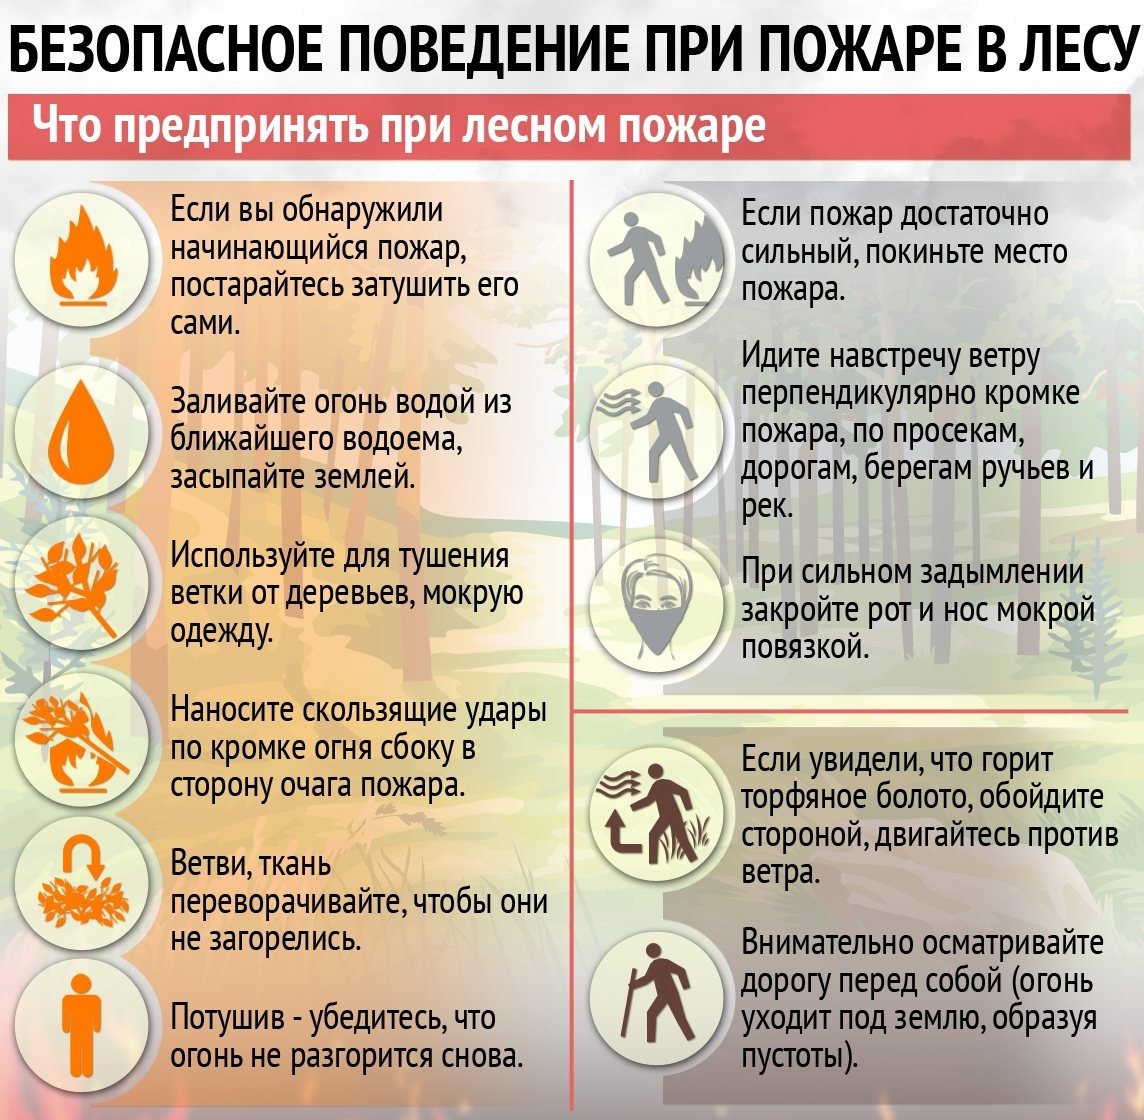 БЕЗОПАСНОЕ ПОВЕДЕНИЕ ПРИ ПОЖАРЕ В ЛЕСУ
Что предпринять при лесном пожаре
Если вы обнаружили
начинающийся пожар,
постарайтесь затушить его
сами.
Заливайте огонь водой из
ближайшего водоема,
засыпайте землей.
Используйте для тушения
ветки от деревьев, мокрую
одежду.
Наносите скользящие удары
по кромке огня сбоку в
сторону очага пожара.
Ветви, ткань
переворачивайте, чтобы они
не загорелись.
Потушив - убедитесь, что
огонь не разгорится снова.
Если пожар достаточно
сильный, покиньте место
пожара.
Идите навстречу ветру
перпендикулярно кромке
пожара, по просекам,
дорогам, берегам ручьев и
рек.
При сильном задымлении
закройте рот и нос мокрой
повязкой.
Если увидели, что горит
торфяное болото, обойдите
стороной, двигайтесь против
ветра.
Внимательно осматривайте
дорогу перед собой (огонь
уходит под землю, образуя
пустоты).